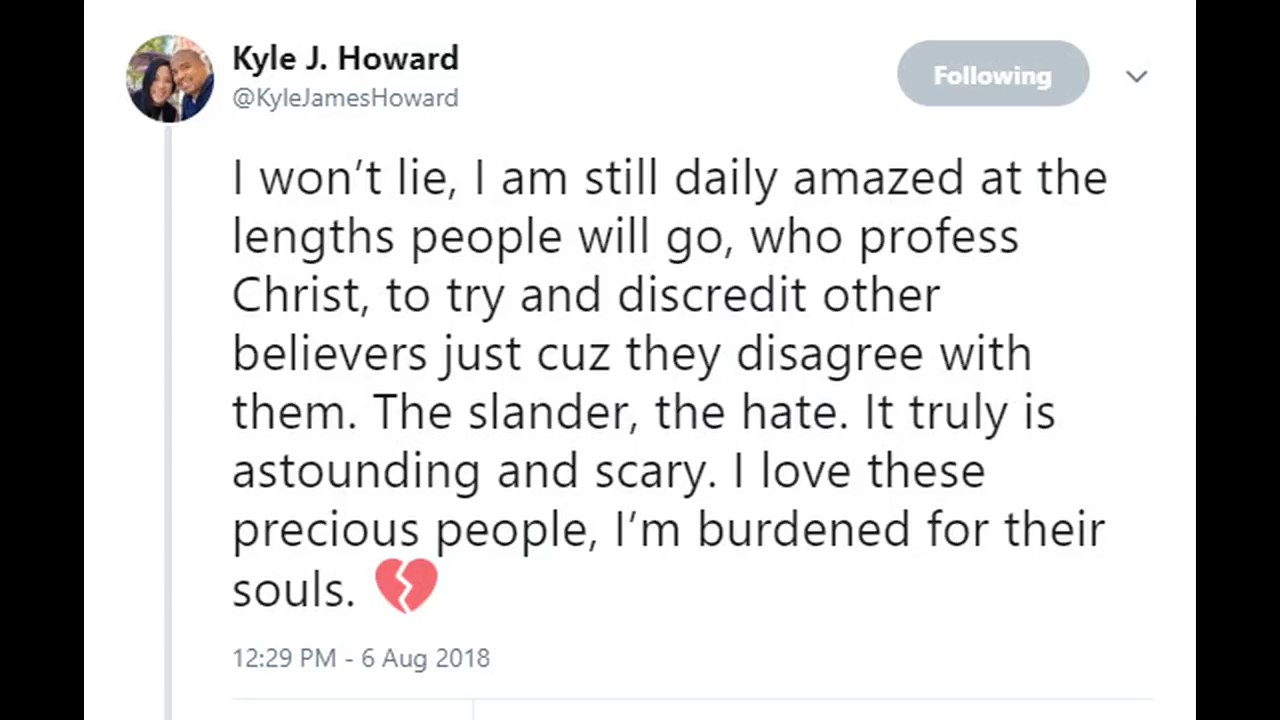 Kyle J. Howard
Following
@KyleJamesHoward
I won’t lie, I am still daily amazed at the
lengths people will go, who profess
Christ, to try and discredit other
believers just cuz they disagree with
them. The slander, the hate. It truly is
astounding and scary. I love these
precious people, I’m burdened for their
souls. 💔
12:29 PM - 6 Aug 2018